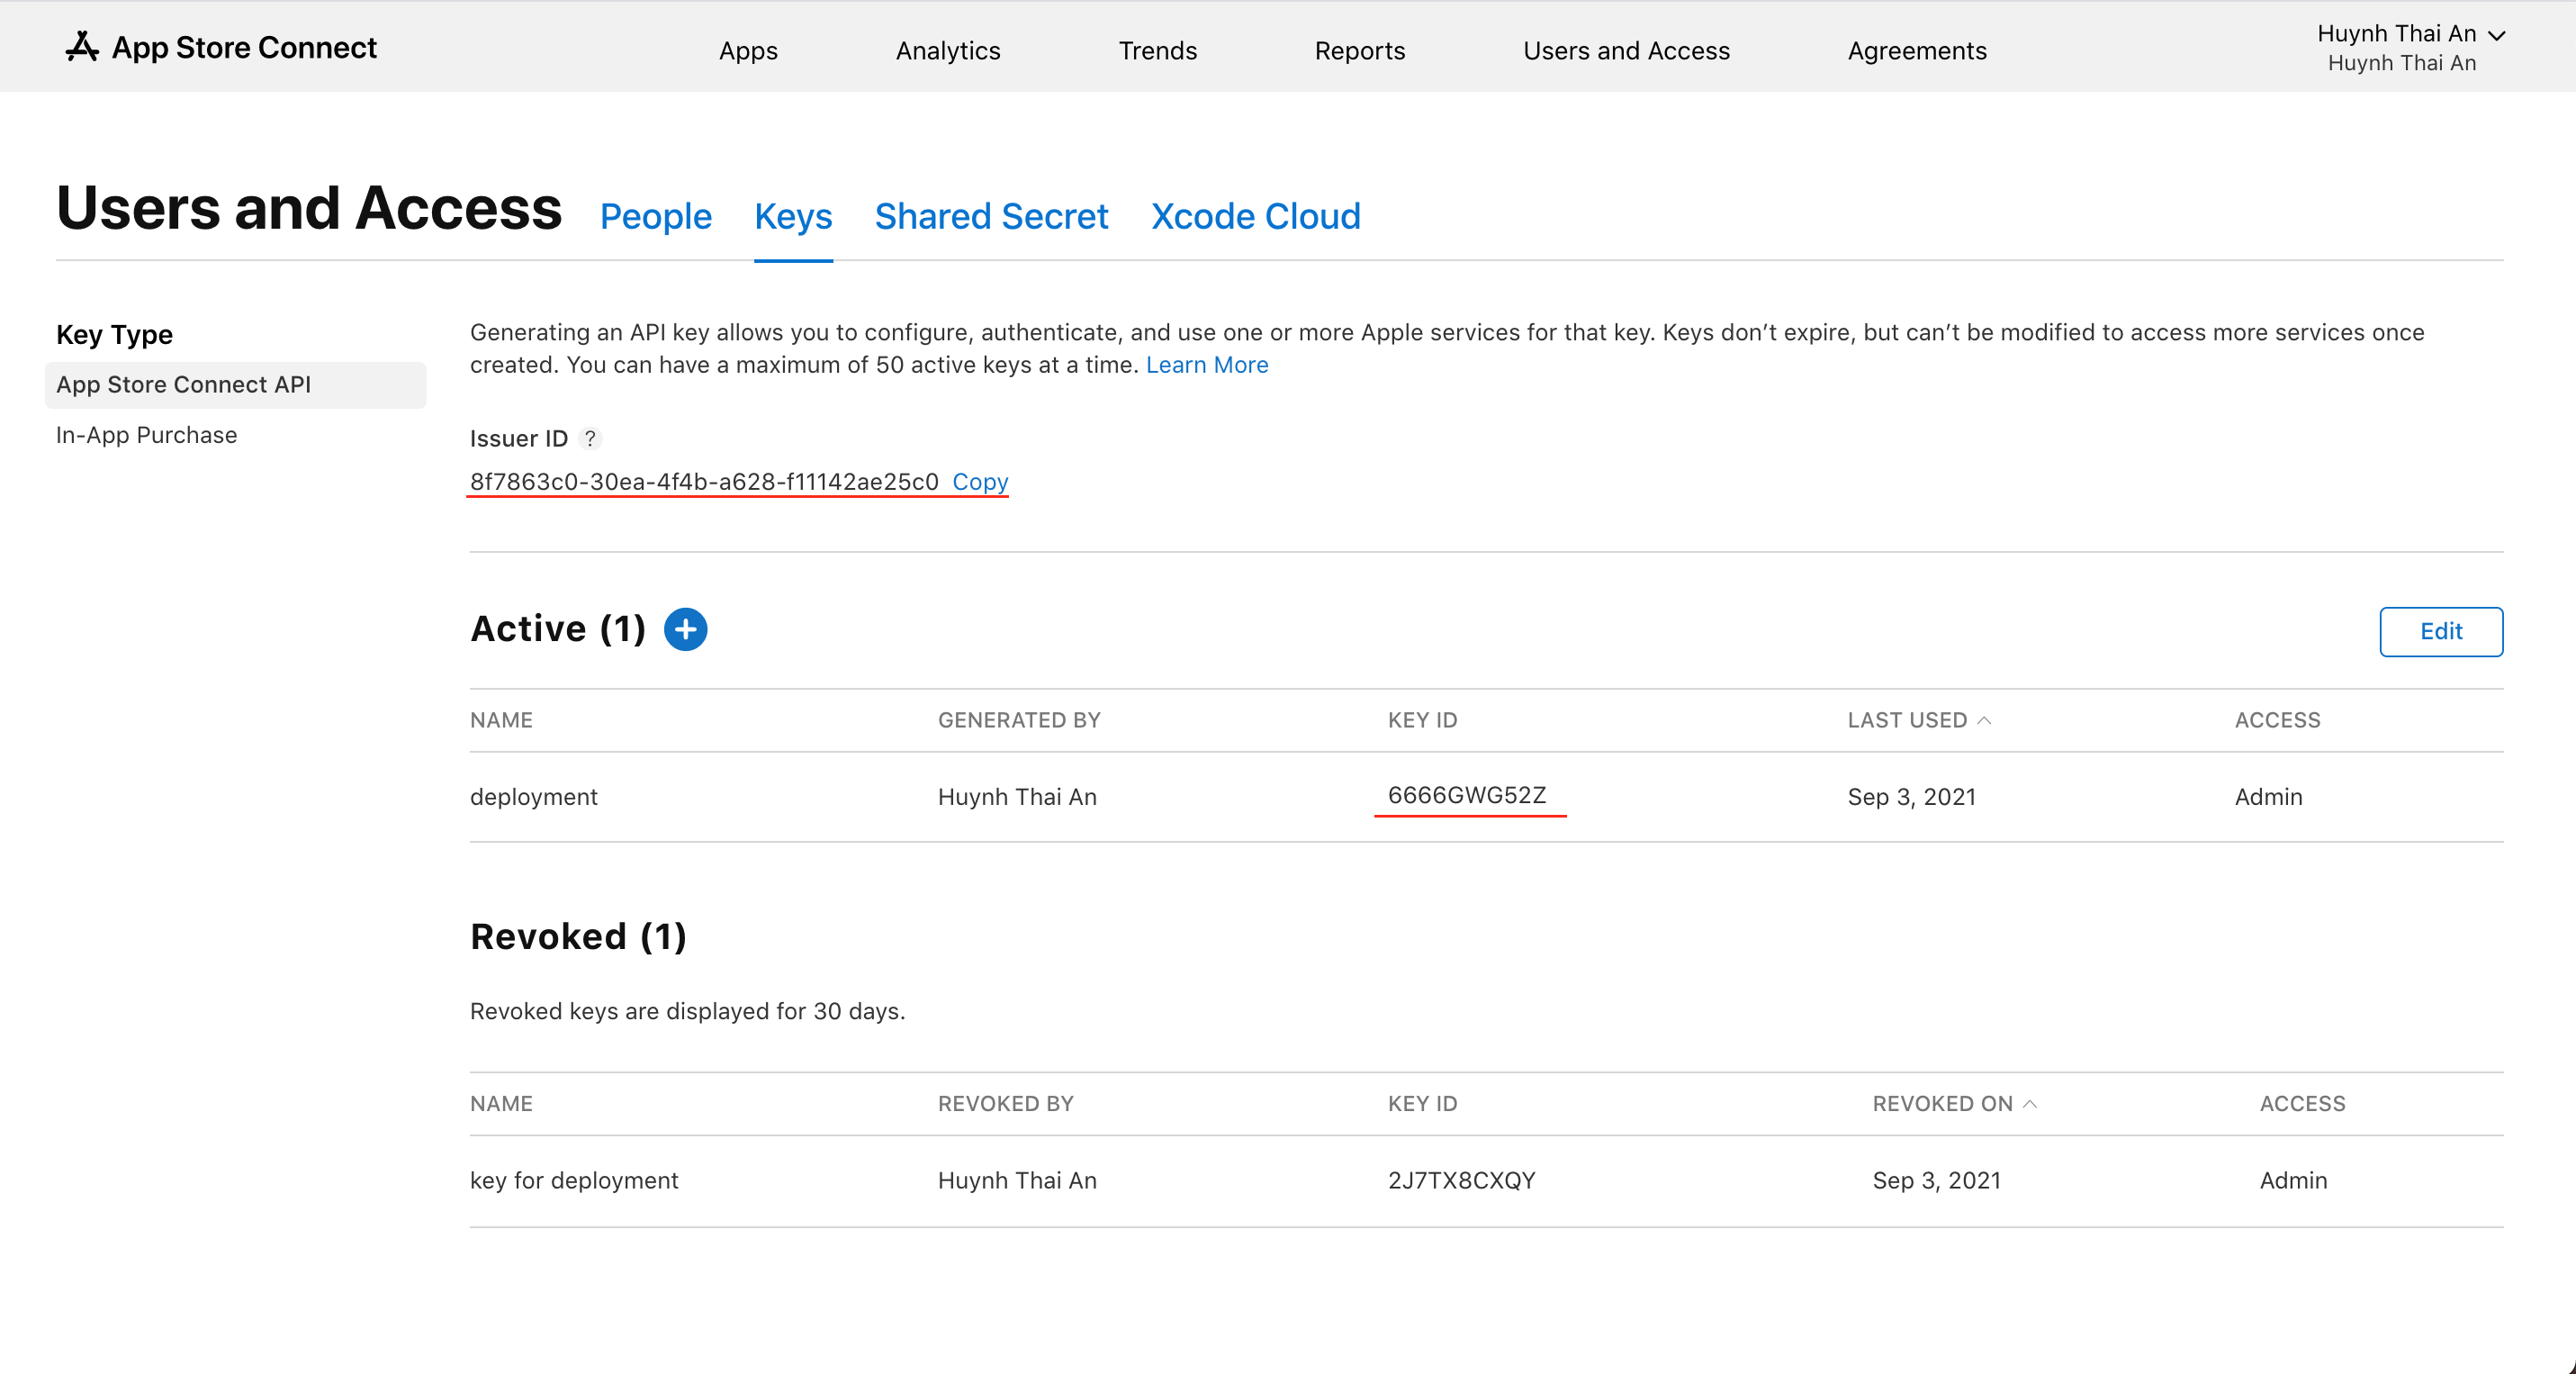 App Store Connect
Apps Analytics Trends Reports Users and Access Agreements
Huynh Thai An
Huynh Thai An
Users and Access People Keys Shared Secret Xcode Cloud
Key Type
App Store Connect API
In-App Purchase
Generating an API key allows you to configure, authenticate, and use one or more Apple services for that key. Keys don’t expire, but can’t be modified to access more services once
created. You can have a maximum of 50 active keys at a time. Learn More
Issuer ID ?
8f7863c0-30ea-4f4b-a628-f11142ae25c0 Copy
Active (1)
Edit
NAME GENERATED BY KEY ID LAST USED ACCESS
deployment Huynh Thai An 6666GWG52Z Sep 3, 2021 Admin
Revoked (1)
Revoked keys are displayed for 30 days.
NAME REVOKED BY KEY ID REVOKED ON ACCESS
key for deployment Huynh Thai An 2J7TX8CXQY Sep 3, 2021 Admin